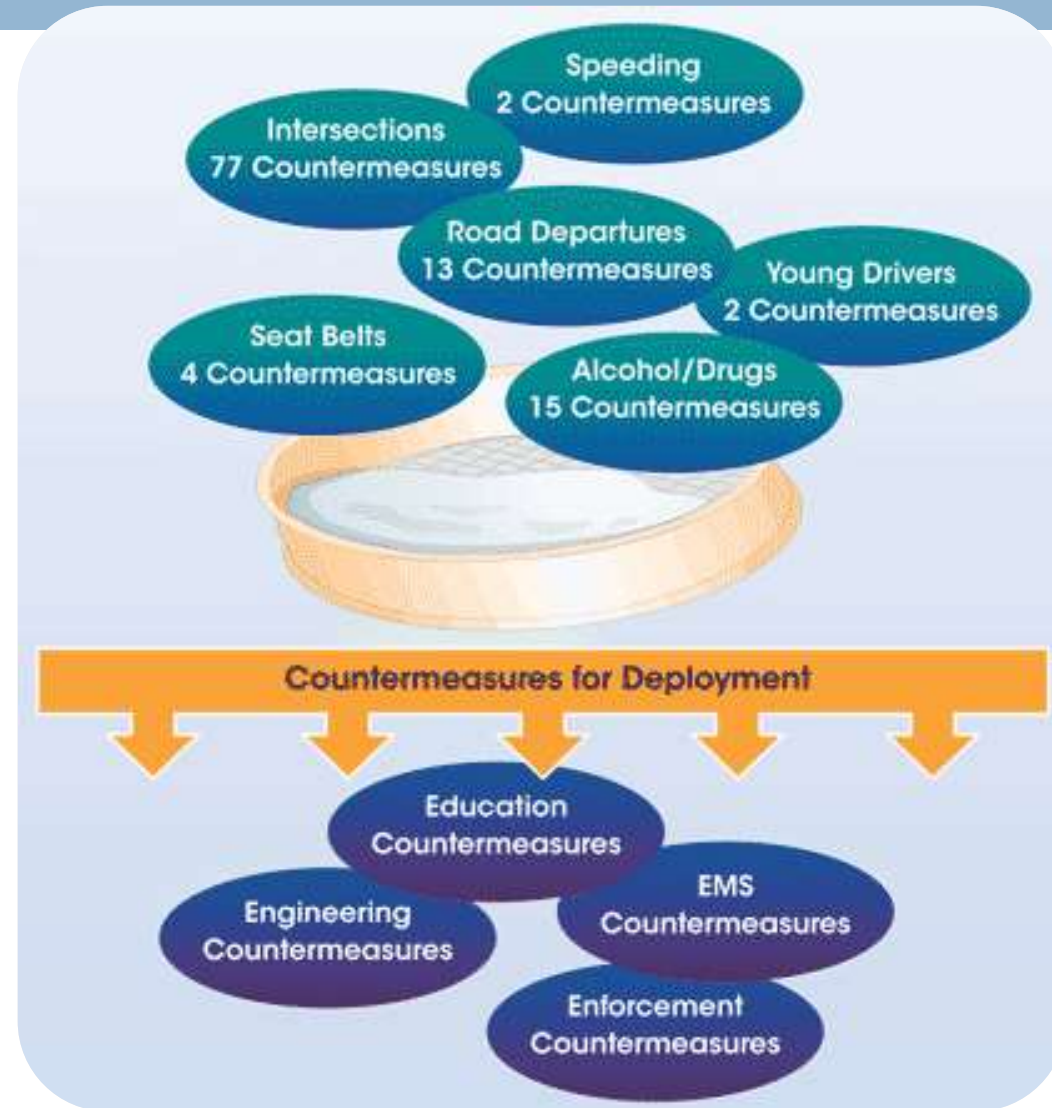 Speeding
2 Countermeasures
Intersections
77 Countermeasures
Road Departures
13 Countermeasures
Young Drivers
2 Countermeasures
Seat Belts
4 Countermeasures
Alcohol/Drugs
15 Countermeasures
Countermeasures for Deployment
Education
Countermeasures
EMS
Countermeasures
Engineering
Countermeasures
Enforcement
Countermeasures